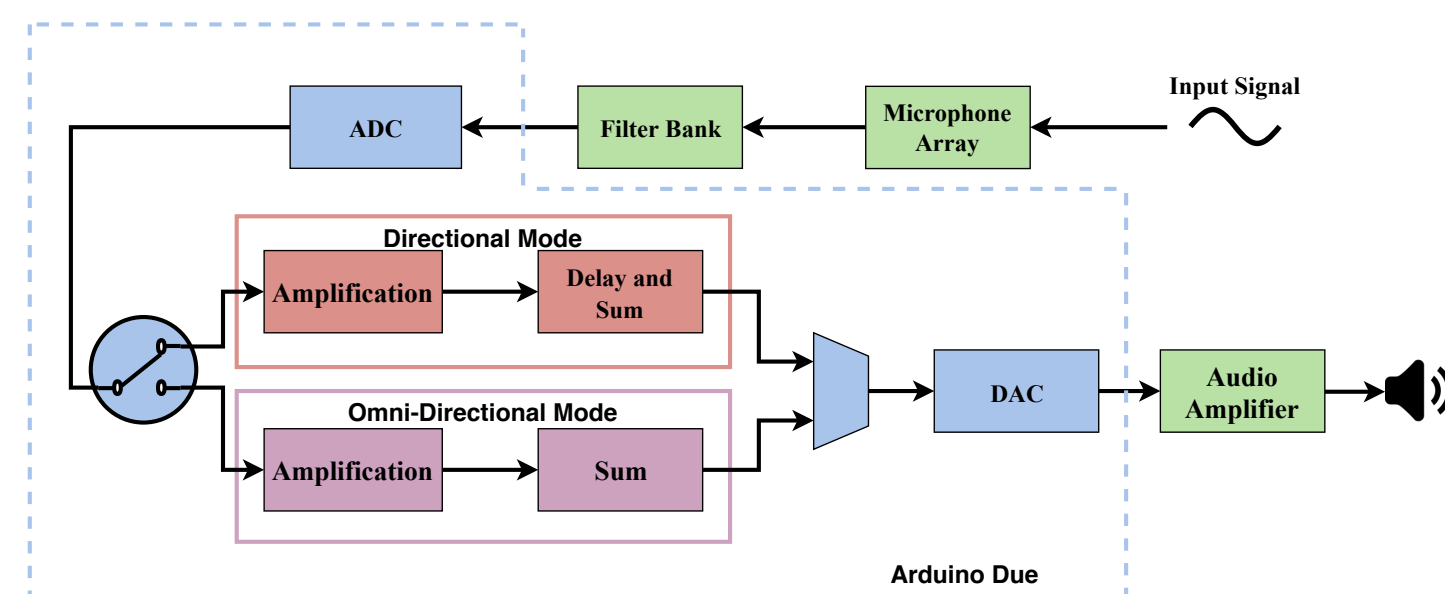 Input Signal
ADC
Filter Bank
Microphone
Array
Directional Mode
Amplification
Delay and
Sum
Omni-Directional Mode
Amplification
Sum
DAC
Audio
Amplifier
Arduino Due